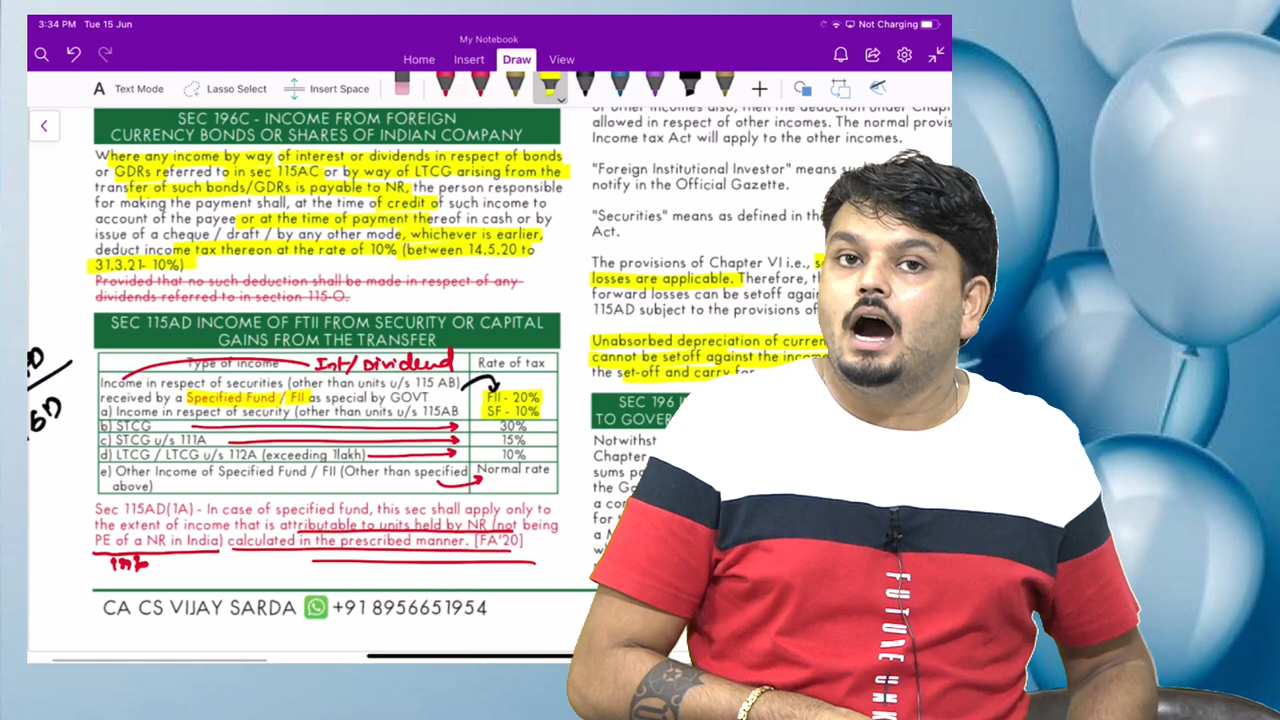 3:34 PM Tue 15 Jun
Not Charging
My Notebook
Home Insert Draw View
Text Mode Lasso Select Insert Space
SEC 196C - INCOME FROM FOREIGN
CURRENCY BONDS OR SHARES OF INDIAN COMPANY
Where any income by way of interest or dividends in respect of bonds
or GDRs referred to in sec 115AC or by way of LTCG arising from the
transfer of such bonds/GDRs is payable to NR, the person responsible
for making the payment shall, at the time of credit of such income to
account of the payee or at the time of payment thereof in cash or by
issue of a cheque / draft / by any other mode, whichever is earlier,
deduct income tax thereon at the rate of 10% (between 14.5.20 to
31.3.21- 10%)
Provided that no such deduction shall be made in respect of any
dividends referred to in section 115-O.
SEC 115AD INCOME OF FTII FROM SECURITY OR CAPITAL
GAINS FROM THE TRANSFER
Type of income Int/Dividend Rate of tax
Income in respect of securities (other than units u/s 115 AB)
received by a Specified Fund / FII as special by GOVT FII - 20%
a) Income in respect of security (other than units u/s 115AB SF - 10%
b) STCG 30%
c) STCG u/s 111A 15%
d) LTCG / LTCG u/s 112A (exceeding 1lakh) 10%
e) Other Income of Specified Fund / FII (Other than specified Normal rate
above)
Sec 115AD(1A) - In case of specified fund, this sec shall apply only to
the extent of income that is attributable to units held by NR (not being
PE of a NR in India) calculated in the prescribed manner. [FA'20]
CA CS VIJAY SARDA +91 8956651954
of other incomes also, then the deduction under Chapt
allowed in respect of other incomes. The normal provis
Income tax Act will apply to the other incomes.
"Foreign Institutional Investor" means
notify in the Official Gazette.
"Securities" means as defined in the
Act.
The provisions of Chapter VI i.e.,
losses are applicable. Therefore,
forward losses can be setoff again
115AD subject to the provisions of
Unabsorbed depreciation of curren
cannot be setoff against the incom
the set-off and carry
SEC 196
TO GOVER
Notwithst
Chapter
sums pa
the Go
a con
for
a M
FUTUXE